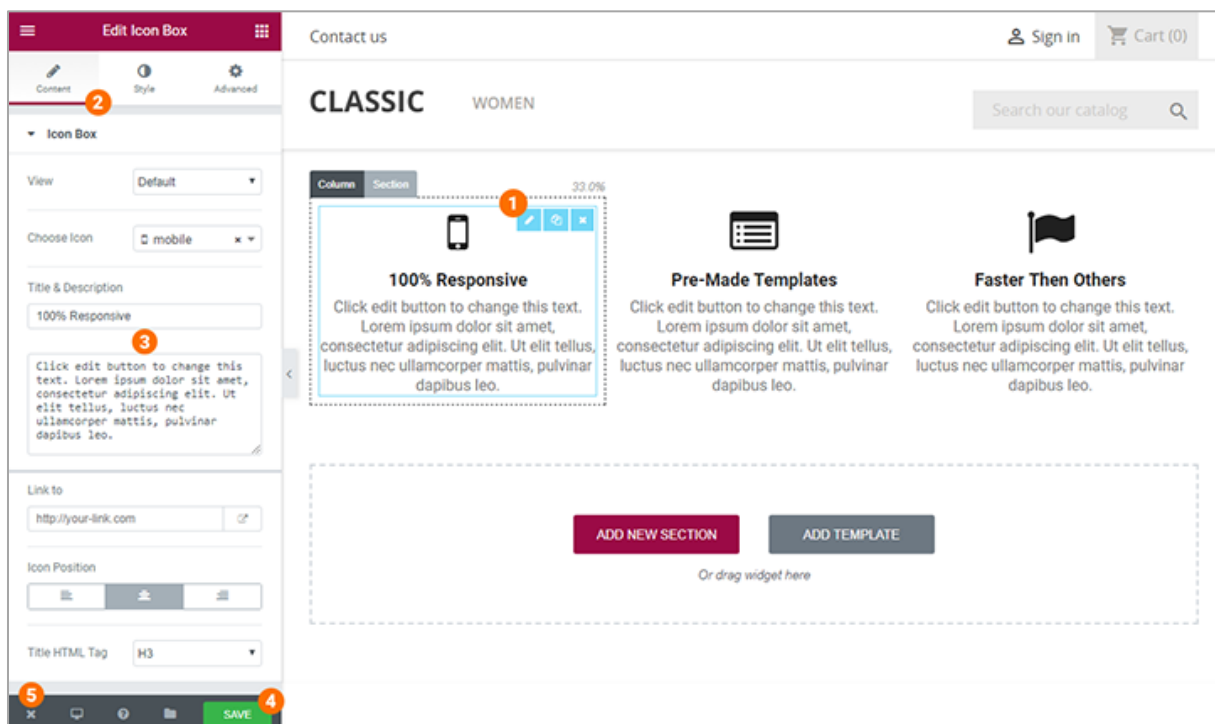 Edit Icon Box
Content
Style
Advanced
2
Icon Box
View
Default
Choose Icon
mobile
Title & Description
100% Responsive
3
Click edit button to change this
text. Lorem ipsum dolor sit amet,
consectetur adipiscing elit. Ut
elit tellus, luctus nec
ullamcorper mattis, pulvinar
dapibus leo.
Link to
http://your-link.com
Icon Position
Title HTML Tag
H3
5
SAVE
4
Contact us
Sign in
Cart (0)
CLASSIC
WOMEN
Search our catalog
Column
Section
33.0%
1
100% Responsive
Click edit button to change this text.
Lorem ipsum dolor sit amet,
consectetur adipiscing elit. Ut elit tellus,
luctus nec ullamcorper mattis, pulvinar
dapibus leo.
Pre-Made Templates
Click edit button to change this text.
Lorem ipsum dolor sit amet,
consectetur adipiscing elit. Ut elit tellus,
luctus nec ullamcorper mattis, pulvinar
dapibus leo.
Faster Then Others
Click edit button to change this text.
Lorem ipsum dolor sit amet,
consectetur adipiscing elit. Ut elit tellus,
luctus nec ullamcorper mattis, pulvinar
dapibus leo.
ADD NEW SECTION
ADD TEMPLATE
Or drag widget here